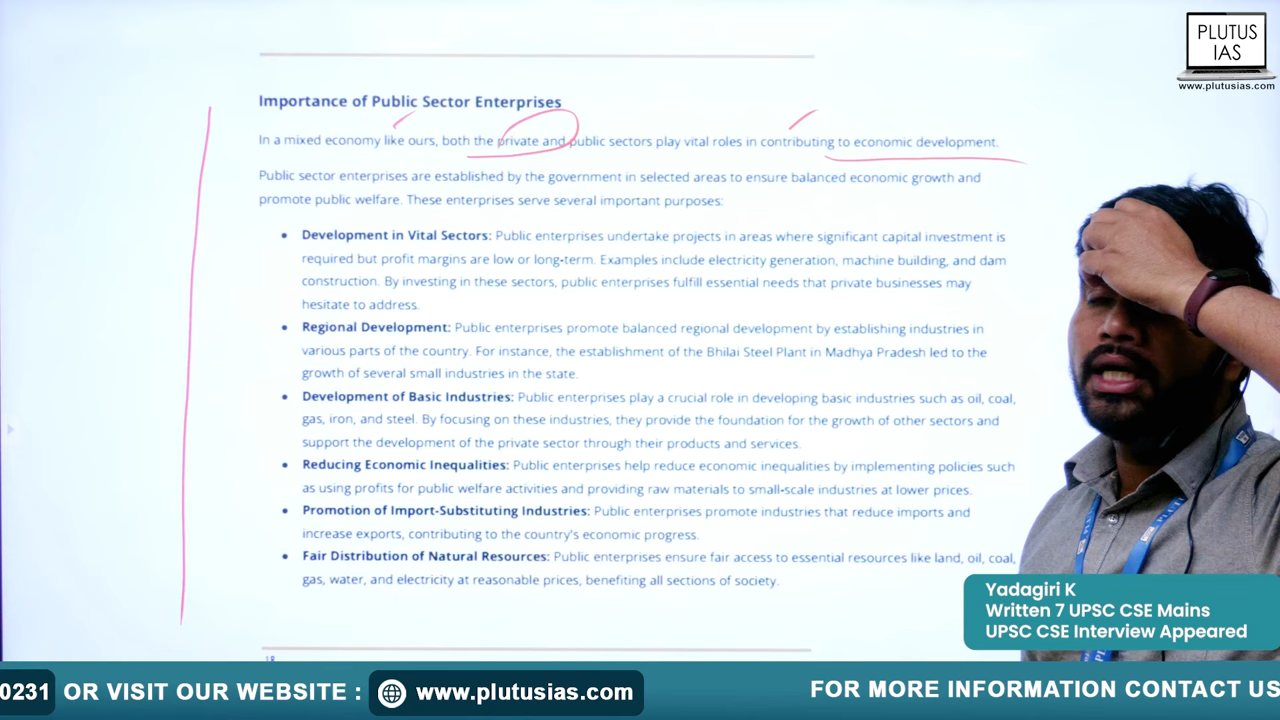 PLUTUS
IAS
www.plutusias.com
Importance of Public Sector Enterprises
In a mixed economy like ours, both the private and public sectors play vital roles in contributing to economic development.
Public sector enterprises are established by the government in selected areas to ensure balanced economic growth and
promote public welfare. These enterprises serve several important purposes:
• Development in Vital Sectors: Public enterprises undertake projects in areas where significant capital investment is
required but profit margins are low or long-term. Examples include electricity generation, machine building, and dam
construction. By investing in these sectors, public enterprises fulfill essential needs that private businesses may
hesitate to address.
• Regional Development: Public enterprises promote balanced regional development by establishing industries in
various parts of the country. For instance, the establishment of the Bhilai Steel Plant in Madhya Pradesh led to the
growth of several small industries in the state.
• Development of Basic Industries: Public enterprises play a crucial role in developing basic industries such as oil, coal,
gas, iron, and steel. By focusing on these industries, they provide the foundation for the growth of other sectors and
support the development of the private sector through their products and services.
• Reducing Economic Inequalities: Public enterprises help reduce economic inequalities by implementing policies such
as using profits for public welfare activities and providing raw materials to small-scale industries at lower prices.
• Promotion of Import-Substituting Industries: Public enterprises promote industries that reduce imports and
increase exports, contributing to the country's economic progress.
• Fair Distribution of Natural Resources: Public enterprises ensure fair access to essential resources like land, oil, coal,
gas, water, and electricity at reasonable prices, benefiting all sections of society.
Yadagiri K
Written 7 UPSC CSE Mains
UPSC CSE Interview Appeared
0231 OR VISIT OUR WEBSITE : www.plutusias.com FOR MORE INFORMATION CONTACT US